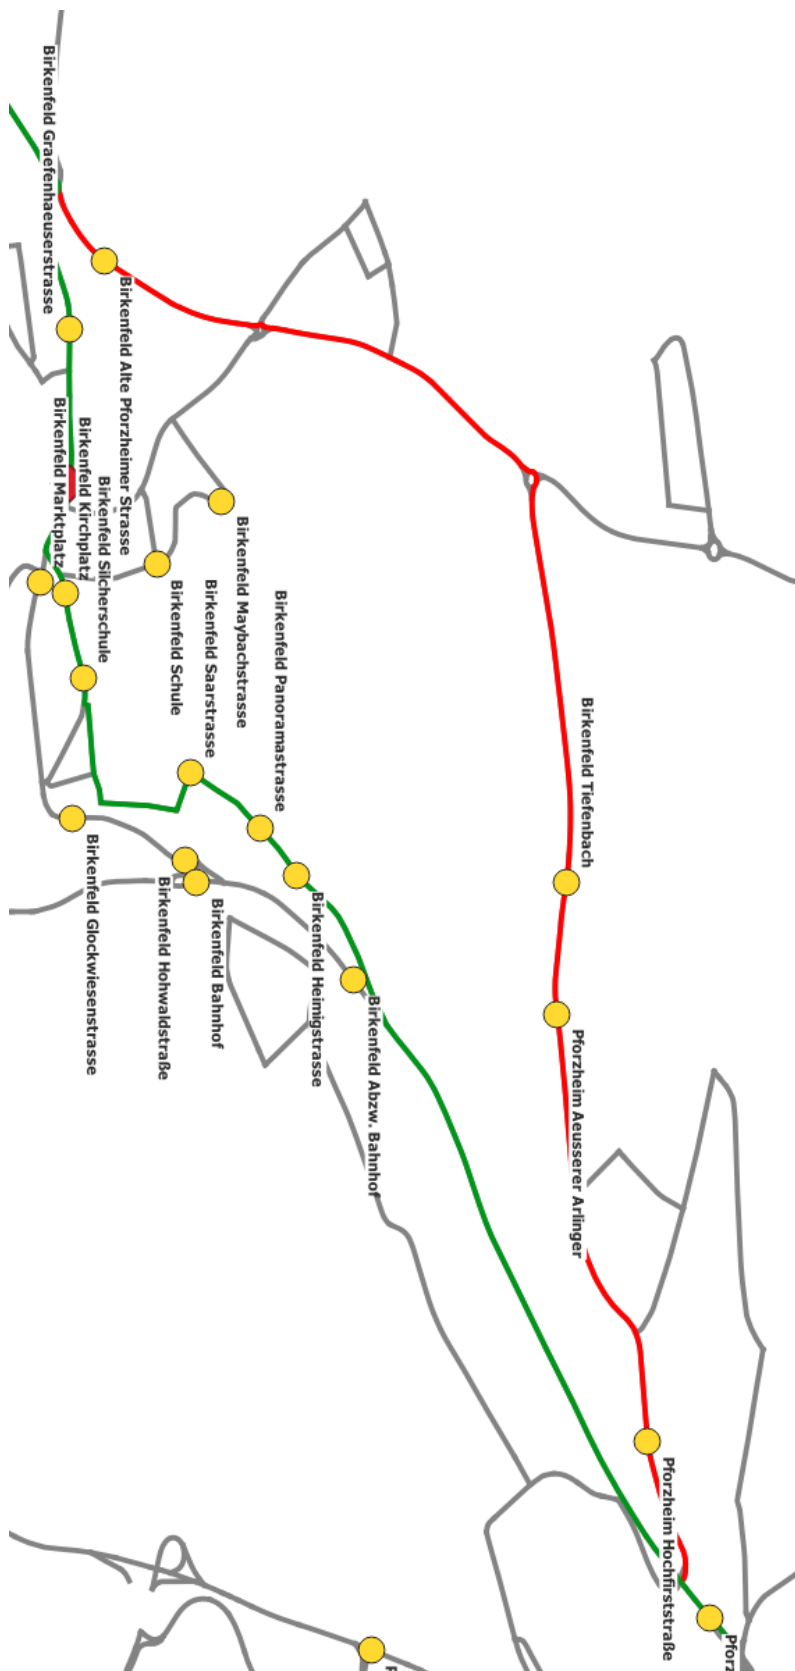 Birkenfeld Graefenhaeuserstrasse
Birkenfeld Alte Pforzheimer Strasse
Birkenfeld Marktplatz
Birkenfeld Kirchplatz
Birkenfeld Silcherschule
Birkenfeld Schule
Birkenfeld Saarstrasse
Birkenfeld Maybachstrasse
Birkenfeld Panoramastrasse
Birkenfeld Tiefenbach
Birkenfeld Glockwiesenstrasse
Birkenfeld Hohwaldstraße
Birkenfeld Bahnhof
Birkenfeld Heimigstrasse
Birkenfeld Abzw. Bahnhof
Pforzheim Aeusserer Arlinger
Pforzheim Hochfirststraße
Pforz
P